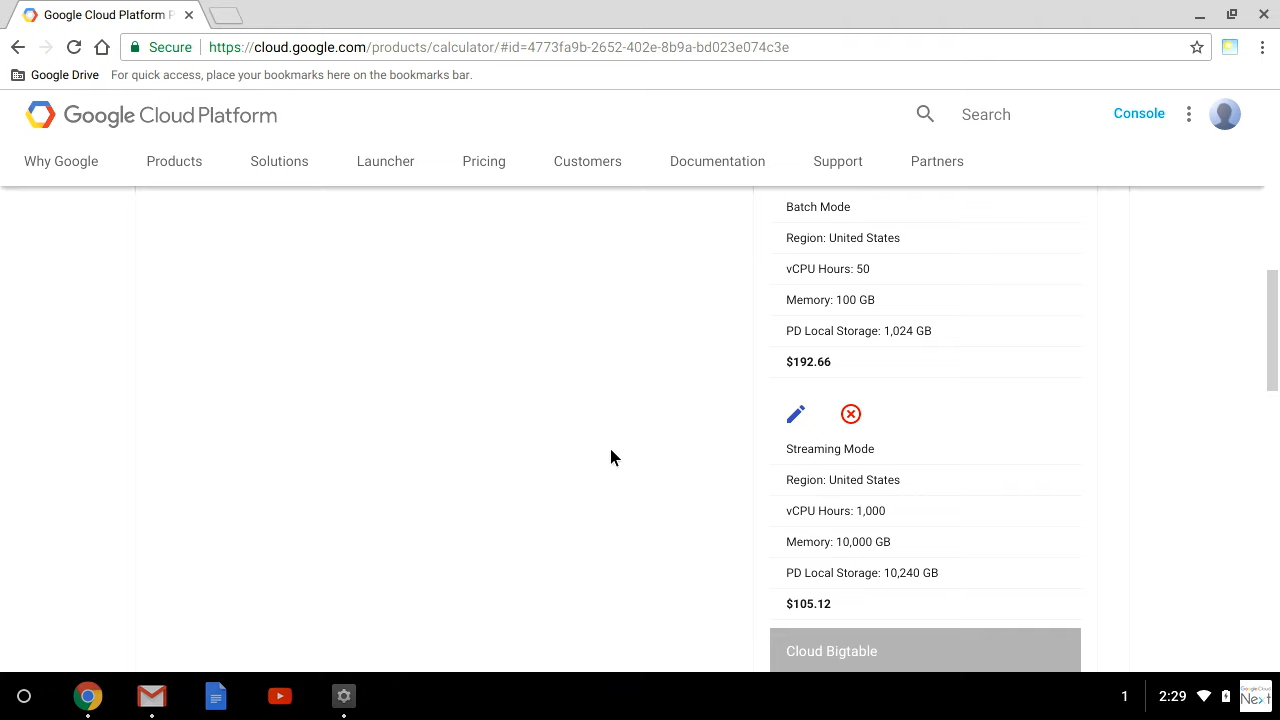 Google Cloud Platform P
Secure
https://cloud.google.com/products/calculator/#id=4773fa9b-2652-402e-8b9a-bd023e074c3e
Google Drive
For quick access, place your bookmarks here on the bookmarks bar.
Google Cloud Platform
Search
Console
Why Google
Products
Solutions
Launcher
Pricing
Customers
Documentation
Support
Partners
Batch Mode
Region: United States
vCPU Hours: 50
Memory: 100 GB
PD Local Storage: 1,024 GB
$192.66
Streaming Mode
Region: United States
vCPU Hours: 1,000
Memory: 10,000 GB
PD Local Storage: 10,240 GB
$105.12
Cloud Bigtable
1
2:29
Google Cloud
Next